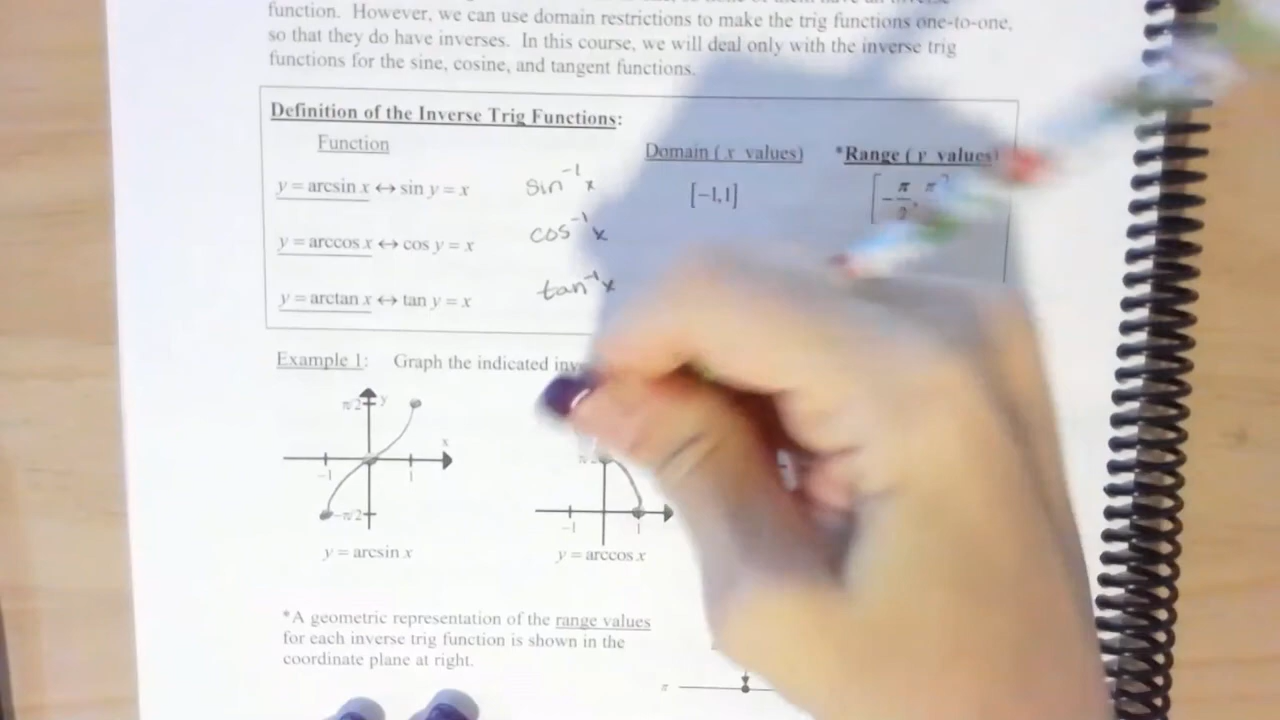 function. However, we can use domain restrictions to make the trig functions one-to-one,
so that they do have inverses. In this course, we will deal only with the inverse trig
functions for the sine, cosine, and tangent functions.
Definition of the Inverse Trig Functions:
Function Domain ( x values) *Range ( y values)
y = arcsin x ↔ sin y = x sin⁻¹ x [−1,1] [−π/2, π
y = arccos x ↔ cos y = x cos⁻¹ x
y = arctan x ↔ tan y = x tan⁻¹ x
Example 1: Graph the indicated
π/2 y
x
−1 1
−π/2
y = arcsin x
−1 1
y = arccos x
*A geometric representation of the range values
for each inverse trig function is shown in the
coordinate plane at right.
π